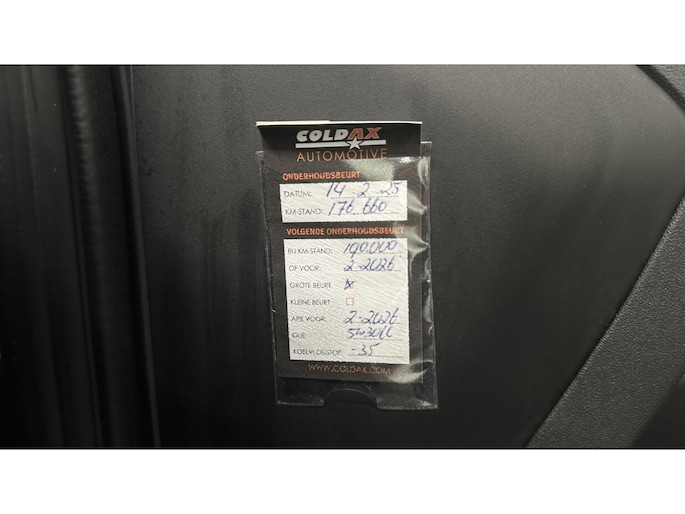 COLDAX
AUTOMOTIVE
ONDERHOUDSBEURT
DATUM: 14-2-25
KM-STAND: 176.660
VOLGENDE ONDERHOUDSBEURT
BIJ KM-STAND: 190.000
OF VOOR: 2-2026
GROTE BEURT
KLEINE BEURT
APK VOOR: 2-2026
OLIE: 5w30LL
KOELVLOEISTOF: -35
WWW.COLDAX.COM